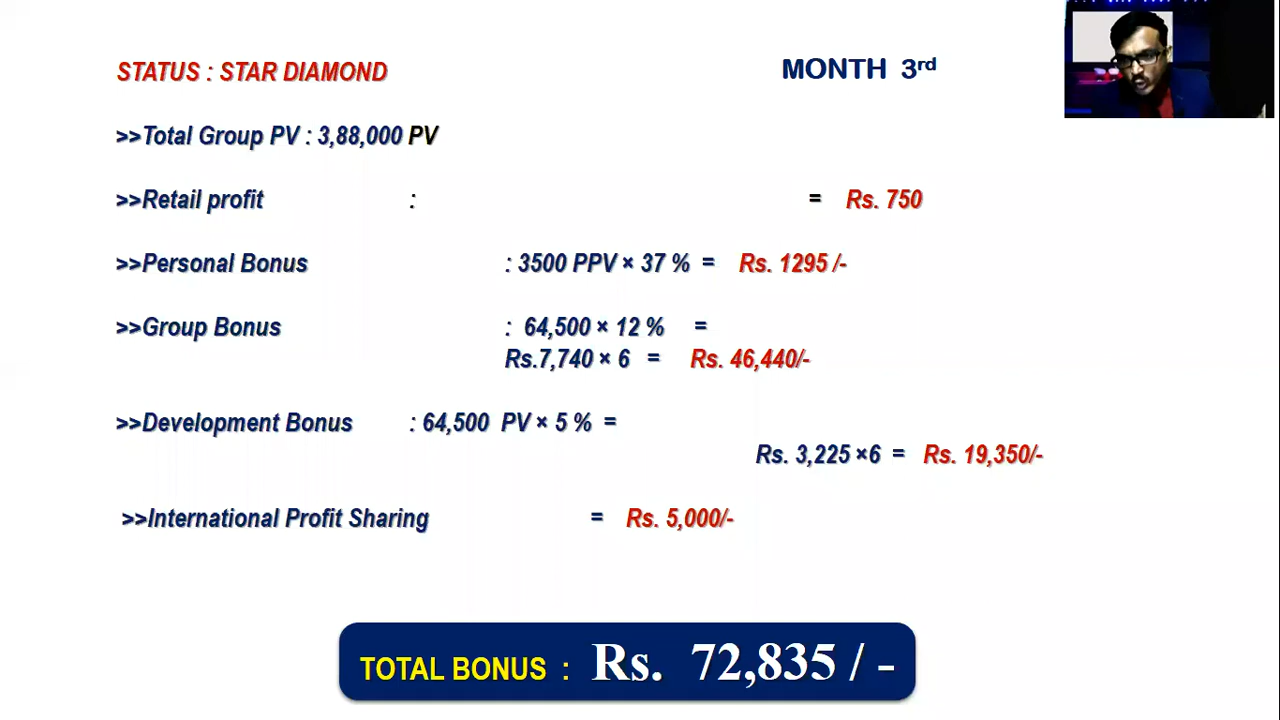 STATUS : STAR DIAMOND MONTH 3rd
>>Total Group PV : 3,88,000 PV
>>Retail profit : = Rs. 750
>>Personal Bonus : 3500 PPV × 37 % = Rs. 1295 /-
>>Group Bonus : 64,500 × 12 % =
Rs.7,740 × 6 = Rs. 46,440/-
>>Development Bonus : 64,500 PV × 5 % =
Rs. 3,225 ×6 = Rs. 19,350/-
>>International Profit Sharing = Rs. 5,000/-
TOTAL BONUS : Rs. 72,835 / -